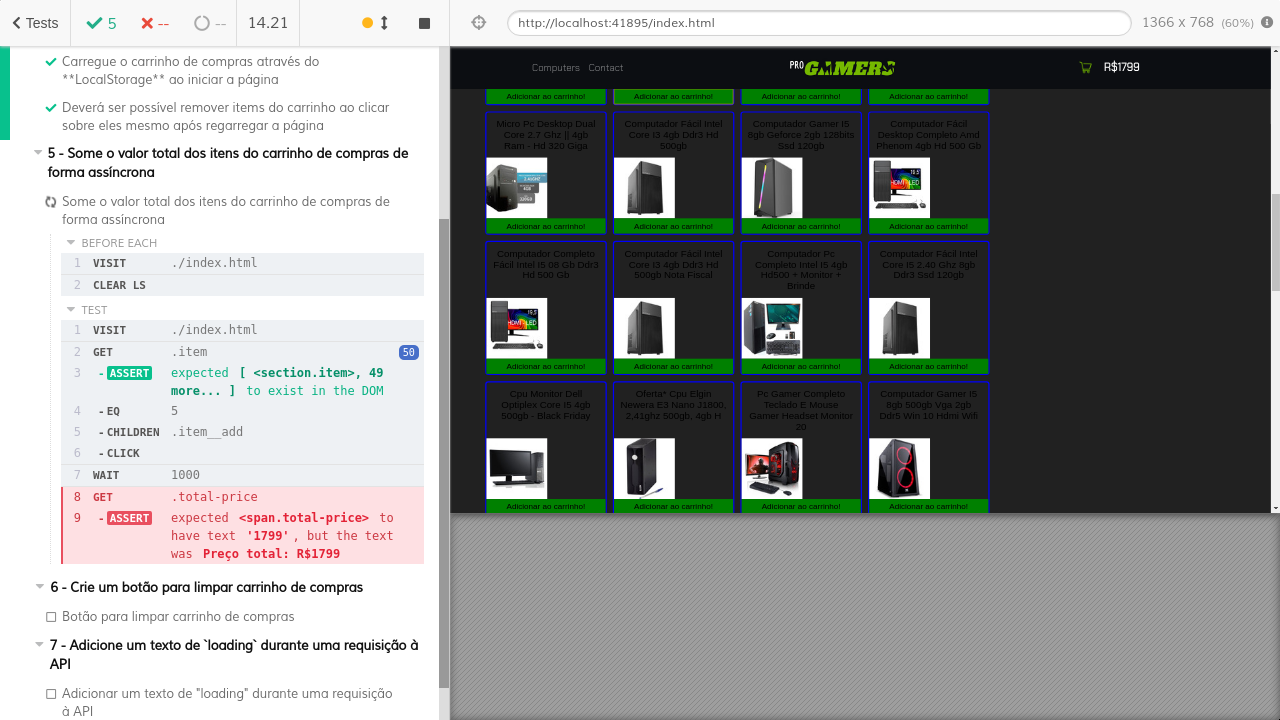 Tests
5
--
--
14.21
http://localhost:41895/index.html
1366 x 768 (60%)
Carregue o carrinho de compras através do
**LocalStorage** ao iniciar a página
Deverá ser possível remover items do carrinho ao clicar
sobre eles mesmo após regarregar a página
5 - Some o valor total dos itens do carrinho de compras de
forma assíncrona
Some o valor total dos itens do carrinho de compras de
forma assíncrona
BEFORE EACH
1 VISIT ./index.html
2 CLEAR LS
TEST
1 VISIT ./index.html
2 GET .item 50
3 -ASSERT expected [ <section.item>, 49
more... ] to exist in the DOM
4 -EQ 5
5 -CHILDREN .item__add
6 -CLICK
7 WAIT 1000
8 GET .total-price
9 -ASSERT expected <span.total-price> to
have text '1799', but the text
was Preço total: R$1799
6 - Crie um botão para limpar carrinho de compras
Botão para limpar carrinho de compras
7 - Adicione um texto de `loading` durante uma requisição à
API
Adicionar um texto de "loading" durante uma requisição
à API
Computers Contact
PRO GAMERS
R$1799
Adicionar ao carrinho! Adicionar ao carrinho! Adicionar ao carrinho! Adicionar ao carrinho!
Micro Pc Desktop Dual
Core 2.7 Ghz || 4gb
Ram - Hd 320 Giga
Computador Fácil Intel
Core I3 4gb Ddr3 Hd
500gb
Computador Gamer I5
8gb Geforce 2gb 128bits
Ssd 120gb
Computador Fácil
Desktop Completo Amd
Phenom 4gb Hd 500 Gb
Adicionar ao carrinho! Adicionar ao carrinho! Adicionar ao carrinho! Adicionar ao carrinho!
Computador Completo
Fácil Intel I5 08 Gb Ddr3
Hd 500 Gb
Computador Fácil Intel
Core I3 4gb Ddr3 Hd
500gb Nota Fiscal
Computador Pc
Completo Intel I5 4gb
Hd500 + Monitor +
Brinde
Computador Fácil Intel
Core I5 2.40 Ghz 8gb
Ddr3 Ssd 120gb
Adicionar ao carrinho! Adicionar ao carrinho! Adicionar ao carrinho! Adicionar ao carrinho!
Cpu Monitor Dell
Optiplex Core I5 4gb
500gb - Black Friday
Oferta* Cpu Elgin
Newera E3 Nano J1800,
2,41ghz 500gb, 4gb H
Pc Gamer Completo
Teclado E Mouse
Gamer Headset Monitor
20
Computador Gamer I5
8gb 500gb Vga 2gb
Ddr5 Win 10 Hdmi Wifi
Adicionar ao carrinho! Adicionar ao carrinho! Adicionar ao carrinho! Adicionar ao carrinho!